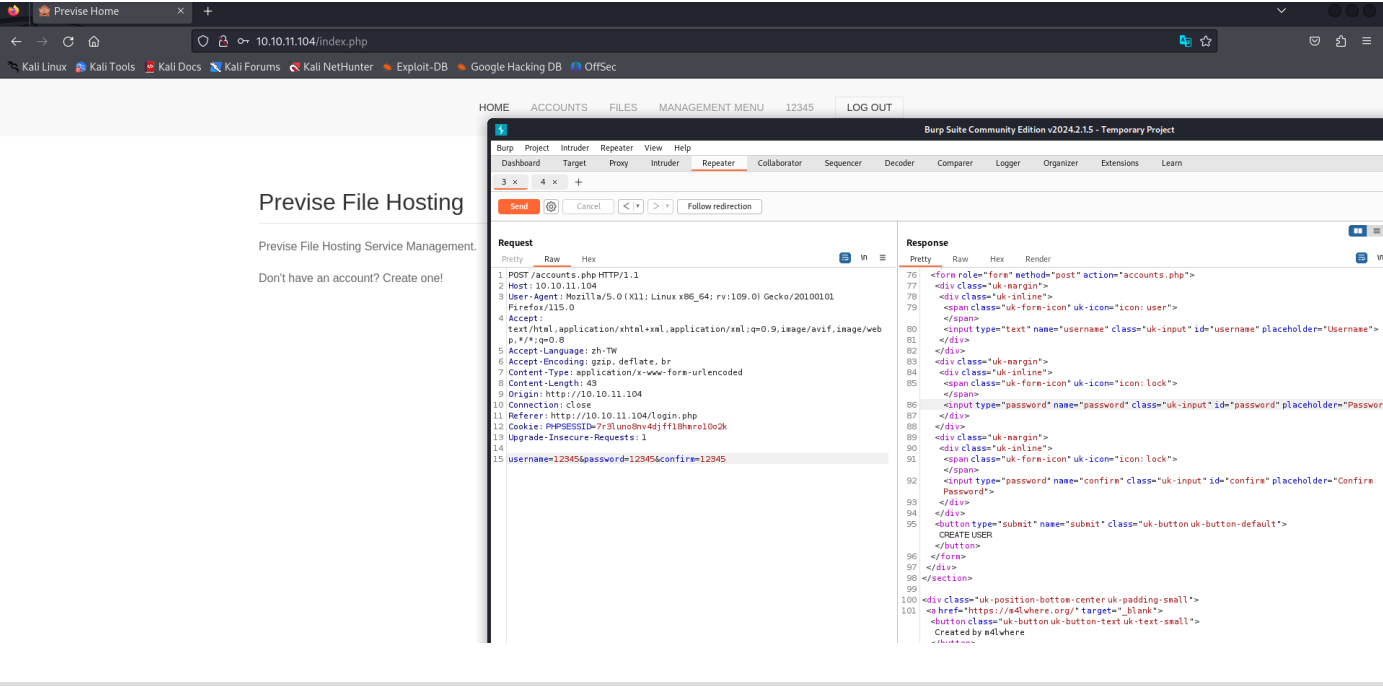 Previse Home × +
10.10.11.104/index.php
Kali Linux Kali Tools Kali Docs Kali Forums Kali NetHunter Exploit-DB Google Hacking DB OffSec
HOME ACCOUNTS FILES MANAGEMENT MENU 12345 LOG OUT
Previse File Hosting
Previse File Hosting Service Management.
Don't have an account? Create one!
Burp Suite Community Edition v2024.2.1.5 - Temporary Project
Burp Project Intruder Repeater View Help
Dashboard Target Proxy Intruder Repeater Collaborator Sequencer Decoder Comparer Logger Organizer Extensions Learn
3 × 4 × +
Send Cancel < > Follow redirection
Request
Pretty Raw Hex \n
1 POST /accounts.php HTTP/1.1
2 Host: 10.10.11.104
3 User-Agent: Mozilla/5.0 (X11; Linux x86_64; rv:109.0) Gecko/20100101
Firefox/115.0
4 Accept:
text/html,application/xhtml+xml,application/xml;q=0.9,image/avif,image/web
p,*/*;q=0.8
5 Accept-Language: zh-TW
6 Accept-Encoding: gzip, deflate, br
7 Content-Type: application/x-www-form-urlencoded
8 Content-Length: 43
9 Origin: http://10.10.11.104
10 Connection: close
11 Referer: http://10.10.11.104/login.php
12 Cookie: PHPSESSID=7r3luno8nv4djff18hmrol0o2k
13 Upgrade-Insecure-Requests: 1
14
15 username=12345&password=12345&confirm=12345
Response
Pretty Raw Hex Render
76 <form role="form" method="post" action="accounts.php">
77 <div class="uk-margin">
78 <div class="uk-inline">
79 <span class="uk-form-icon" uk-icon="icon: user">
</span>
80 <input type="text" name="username" class="uk-input" id="username" placeholder="Username">
81 </div>
82 </div>
83 <div class="uk-margin">
84 <div class="uk-inline">
85 <span class="uk-form-icon" uk-icon="icon: lock">
</span>
86 <input type="password" name="password" class="uk-input" id="password" placeholder="Passwor
87 </div>
88 </div>
89 <div class="uk-margin">
90 <div class="uk-inline">
91 <span class="uk-form-icon" uk-icon="icon: lock">
</span>
92 <input type="password" name="confirm" class="uk-input" id="confirm" placeholder="Confirm
Password">
93 </div>
94 </div>
95 <button type="submit" name="submit" class="uk-button uk-button-default">
CREATE USER
</button>
96 </form>
97 </div>
98 </section>
99
100 <div class="uk-position-bottom-center uk-padding-small">
101 <a href="https://m4lwhere.org/" target="_blank">
<button class="uk-button uk-button-text uk-text-small">
Created by m4lwhere